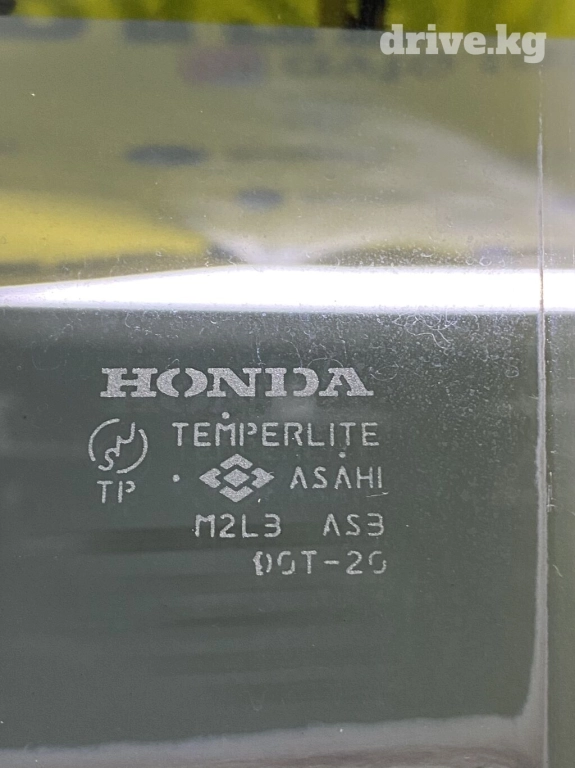 drive.kg
HONDA
TEMPERLITE
TP
ASAHI
M2L3 AS3
DOT-20